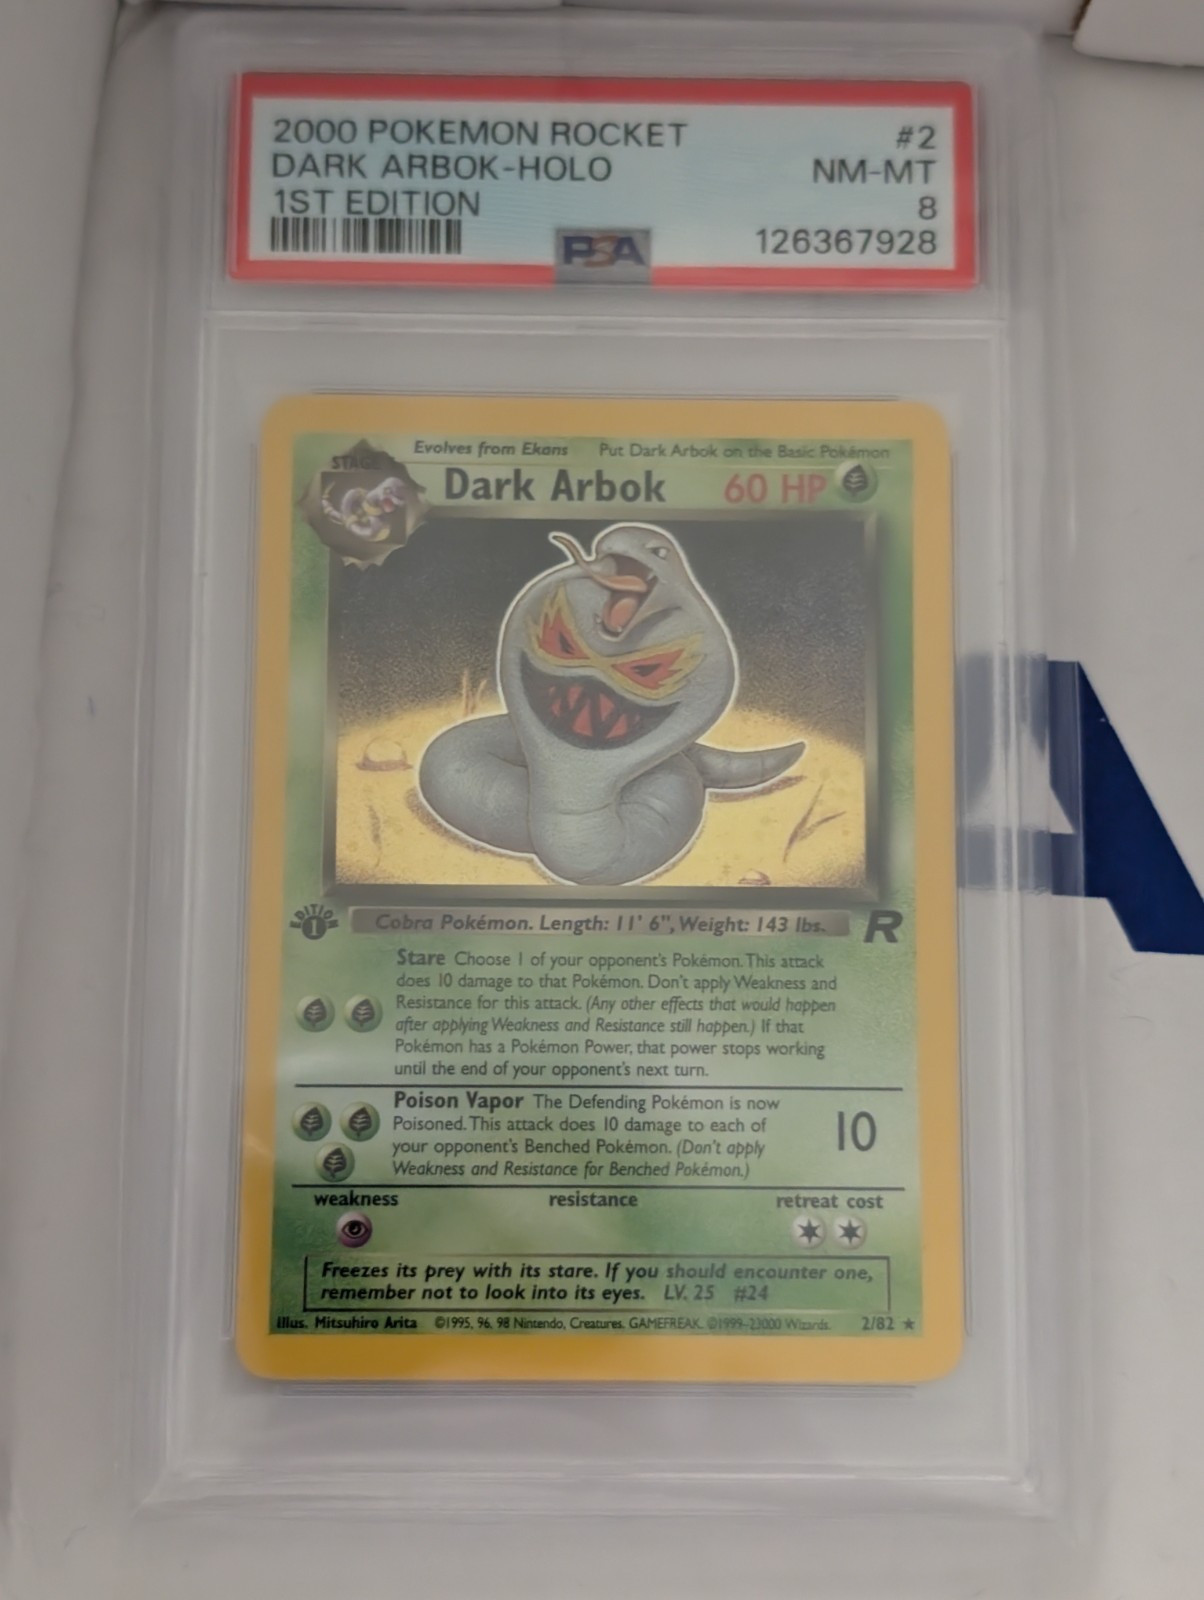 2000 POKEMON ROCKET #2
DARK ARBOK-HOLO NM-MT
1ST EDITION 8
126367928
PSA
Evolves from Ekans Put Dark Arbok on the Basic Pokémon
STAGE
Dark Arbok 60 HP
EDITION
1
Cobra Pokémon. Length: 11' 6", Weight: 143 lbs.
R
Stare Choose 1 of your opponent's Pokémon. This attack
does 10 damage to that Pokémon. Don't apply Weakness and
Resistance for this attack. (Any other effects that would happen
after applying Weakness and Resistance still happen.) If that
Pokémon has a Pokémon Power, that power stops working
until the end of your opponent's next turn.
Poison Vapor The Defending Pokémon is now
Poisoned. This attack does 10 damage to each of
your opponent's Benched Pokémon. (Don't apply
Weakness and Resistance for Benched Pokémon.)
10
weakness resistance retreat cost
Freezes its prey with its stare. If you should encounter one,
remember not to look into its eyes. LV. 25 #24
Illus. Mitsuhiro Arita ©1995, 96, 98 Nintendo, Creatures, GAMEFREAK. Wizards. 2/82 ★